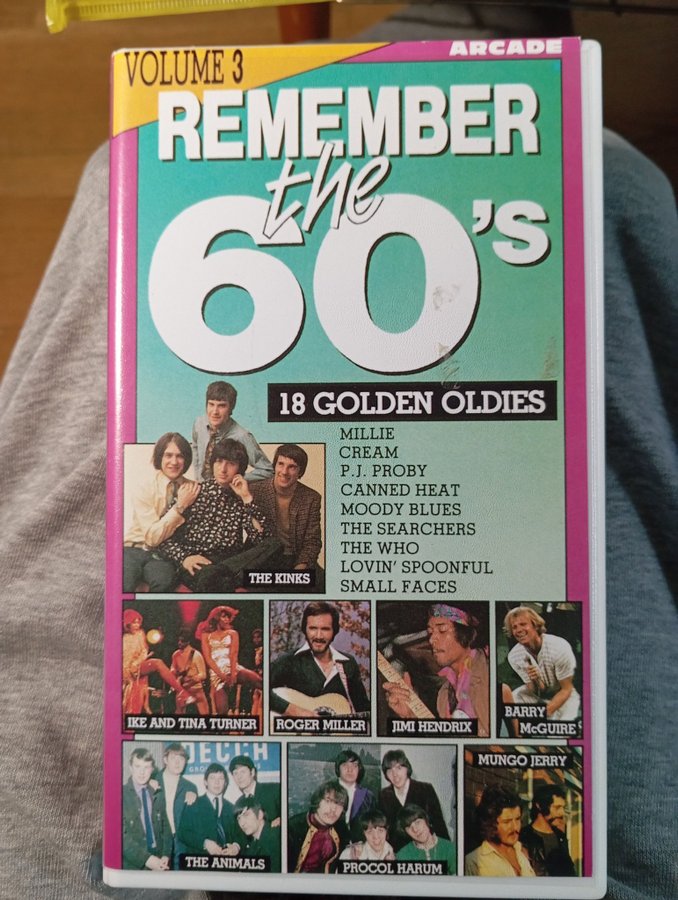 VOLUME 3
ARCADE
REMEMBER
the
60's
18 GOLDEN OLDIES
MILLIE
CREAM
P.J. PROBY
CANNED HEAT
MOODY BLUES
THE SEARCHERS
THE WHO
LOVIN' SPOONFUL
SMALL FACES
THE KINKS
IKE AND TINA TURNER
ROGER MILLER
JIMI HENDRIX
BARRY
McGUIRE
DECCA
GROUP
THE ANIMALS
PROCOL HARUM
MUNGO JERRY